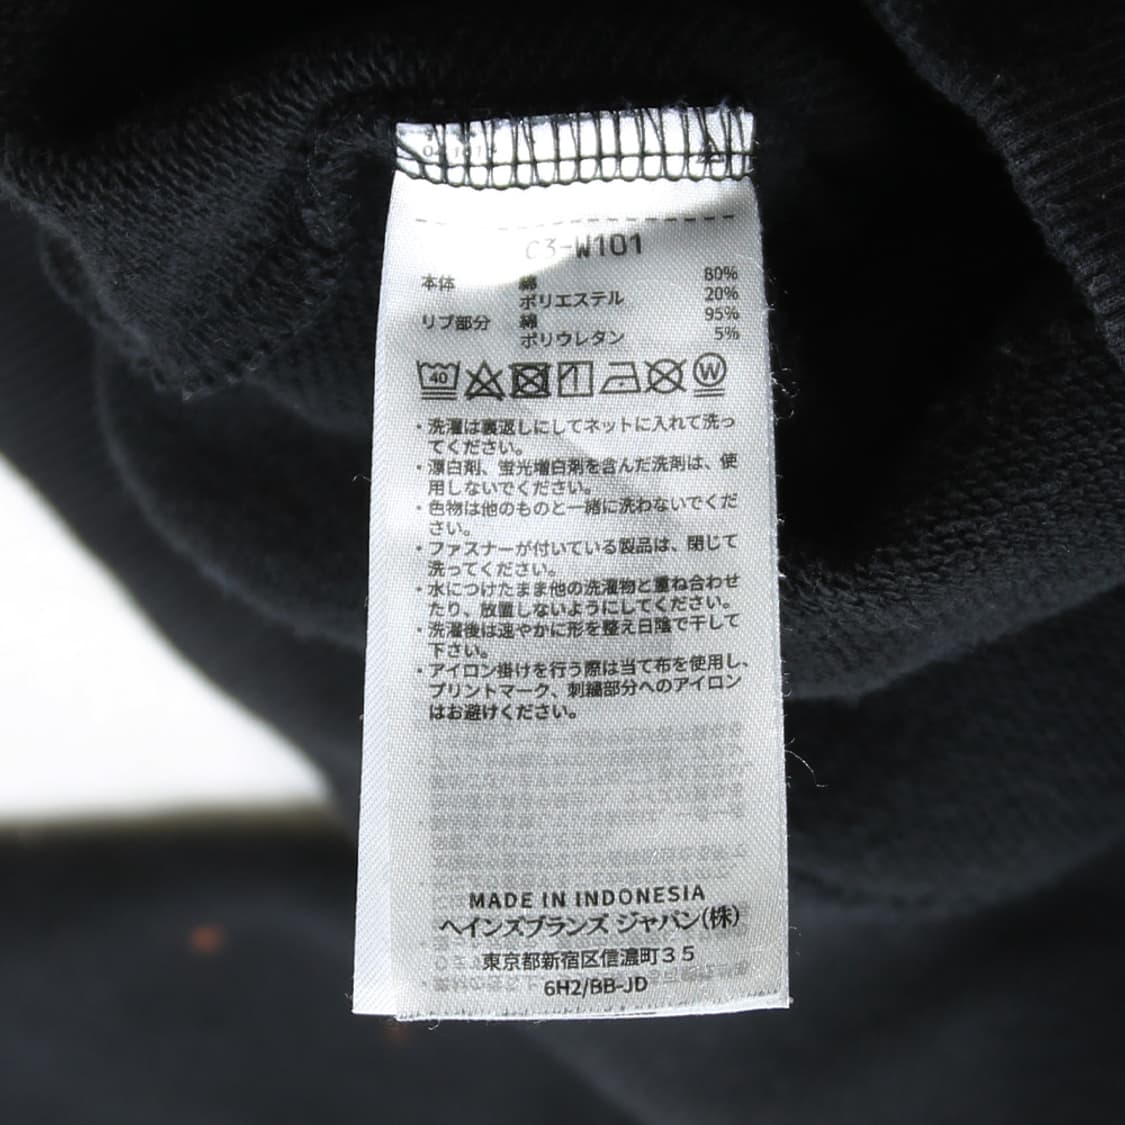 C3-W101
本体 綿 80%
ポリエステル 20%
リブ部分 綿 95%
ポリウレタン 5%
40
W
・洗濯は裏返しにしてネットに入れて洗っ
てください。
・漂白剤、蛍光増白剤を含んだ洗剤は、使
用しないでください。
・色物は他のものと一緒に洗わないでくだ
さい。
・ファスナーが付いている製品は、閉じて
洗ってください。
・水につけたまま他の洗濯物と重ね合わせ
たり、放置しないようにしてください。
・洗濯後は速やかに形を整え日陰で干して
下さい。
・アイロン掛けを行う際は当て布を使用し、
プリントマーク、刺繍部分へのアイロン
はお避けください。
MADE IN INDONESIA
ヘインズブランズ ジャパン(株)
東京都新宿区信濃町35
6H2/BB-JD